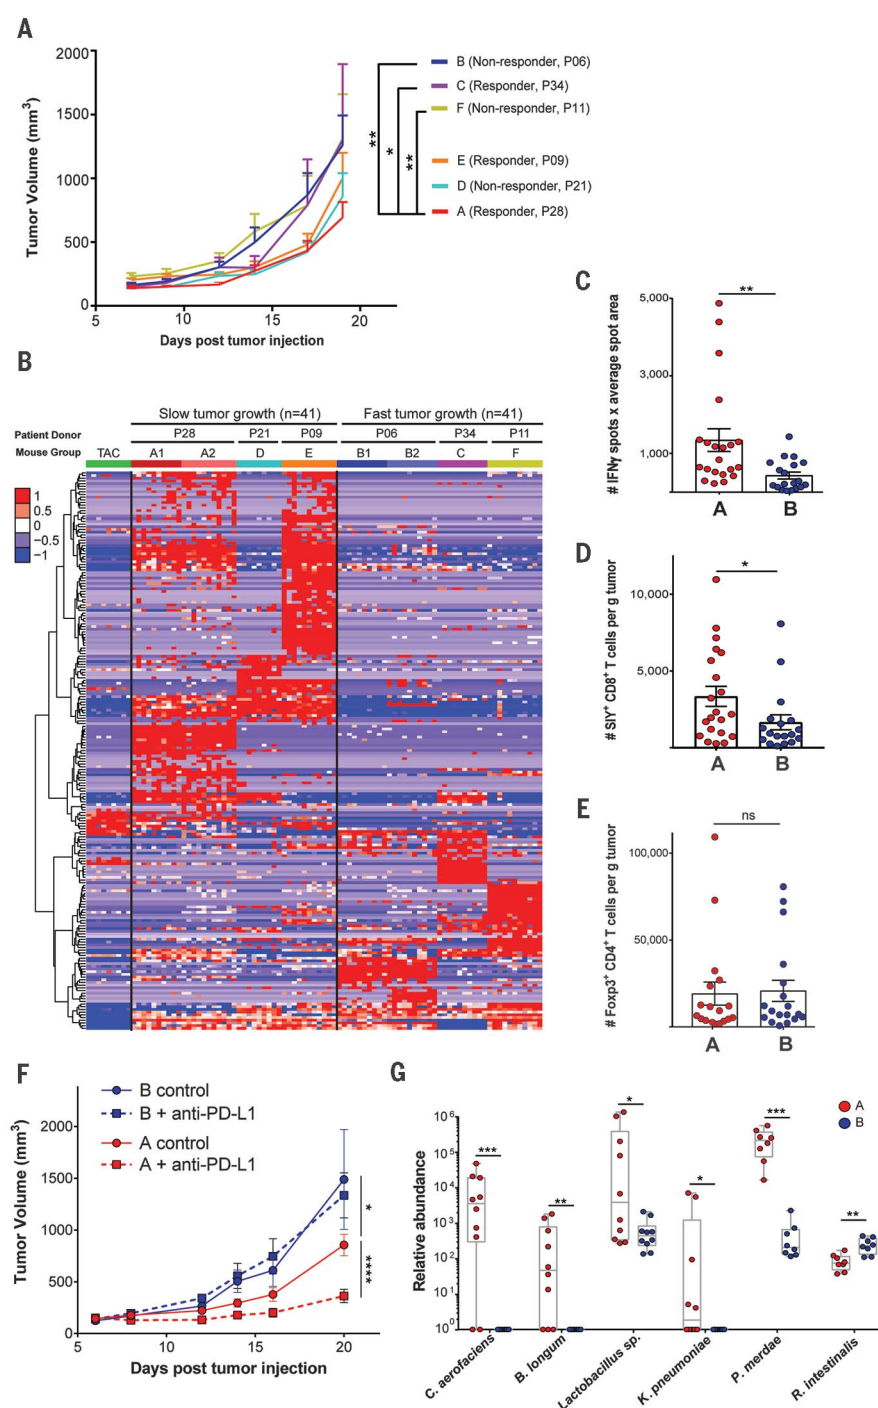 A
Tumor Volume (mm³)
2000
1500
1000
500
0
5
10
15
20
Days post tumor injection
B (Non-responder, P06)
C (Responder, P34)
F (Non-responder, P11)
E (Responder, P09)
D (Non-responder, P21)
A (Responder, P28)
**
*
**
B
Slow tumor growth (n=41)
Fast tumor growth (n=41)
Patient Donor
P28
P21
P09
P06
P34
P11
Mouse Group
TAC
A1
A2
D
E
B1
B2
C
F
1
0.5
0
−0.5
−1
C
# IFNγ spots x average spot area
5,000
3,000
1,000
**
A
B
D
# SIY⁺ CD8⁺ T cells per g tumor
10,000
5,000
*
A
B
E
# Foxp3⁺ CD4⁺ T cells per g tumor
100,000
50,000
ns
A
B
F
Tumor Volume (mm³)
2000
1500
1000
500
0
5
10
15
20
Days post tumor injection
B control
B + anti-PD-L1
A control
A + anti-PD-L1
*
****
G
Relative abundance
10⁶
10⁵
10⁴
10³
10²
10¹
10⁰
***
**
*
*
***
**
A
B
C. aerofaciens
B. longum
Lactobacillus sp.
K. pneumoniae
P. merdae
R. intestinalis